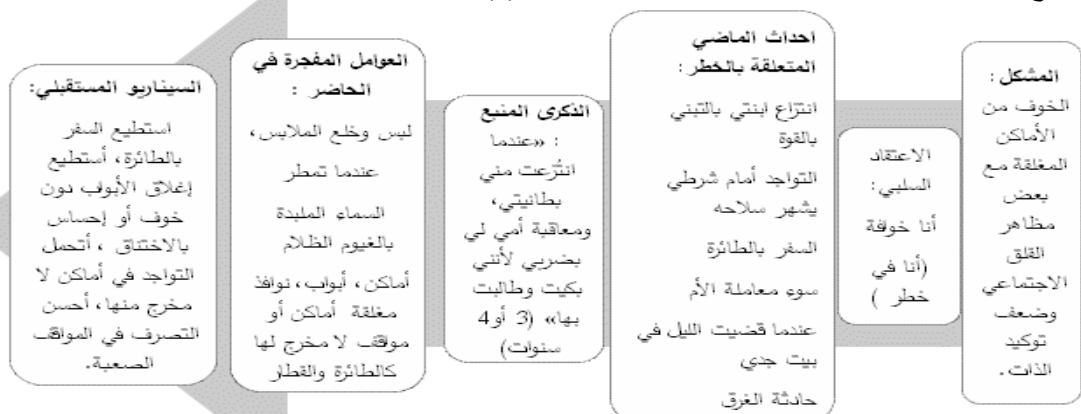 المشكل :
الخوف من
الأماكن
المغلقة مع
بعض
مظاهر
القلق
الاجتماعي
وضعف
توكيد
الذات .
الاعتقاد
السلبي :
أنا خوافة
(أنا في
خطر )
احداث الماضي
المتعلقة بالخطر :
انتزاع ابنتي بالتبني
بالقوة
التواجد أمام شرطي
يشهر سلاحه
السفر بالطائرة
سوء معاملة الأم
عندما قضيت الليل في
بيت جدي
حادثة الغرق
الذكرى المنبع
: «عندما
انتُزعت مني
بطانيتي،
ومعاقبة أمي لي
بضربي لأنني
بكيت وطالبت
بها» (3 أو4
سنوات)
العوامل المفجرة في
الحاضر :
لبس وخلع الملابس،
عندما تمطر
السماء الملبدة
بالغيوم الظلام
أماكن، أبواب، نوافذ
مغلقة أماكن أو
مواقف لا مخرج لها
كالطائرة والقطار
السيناريو المستقبلي:
استطيع السفر
بالطائرة، أستطيع
إغلاق الأبواب دون
خوف أو إحساس
بالاختناق ، أتحمل
التواجد في أماكن لا
مخرج منها، أحسن
التصرف في المواقف
الصعبة.